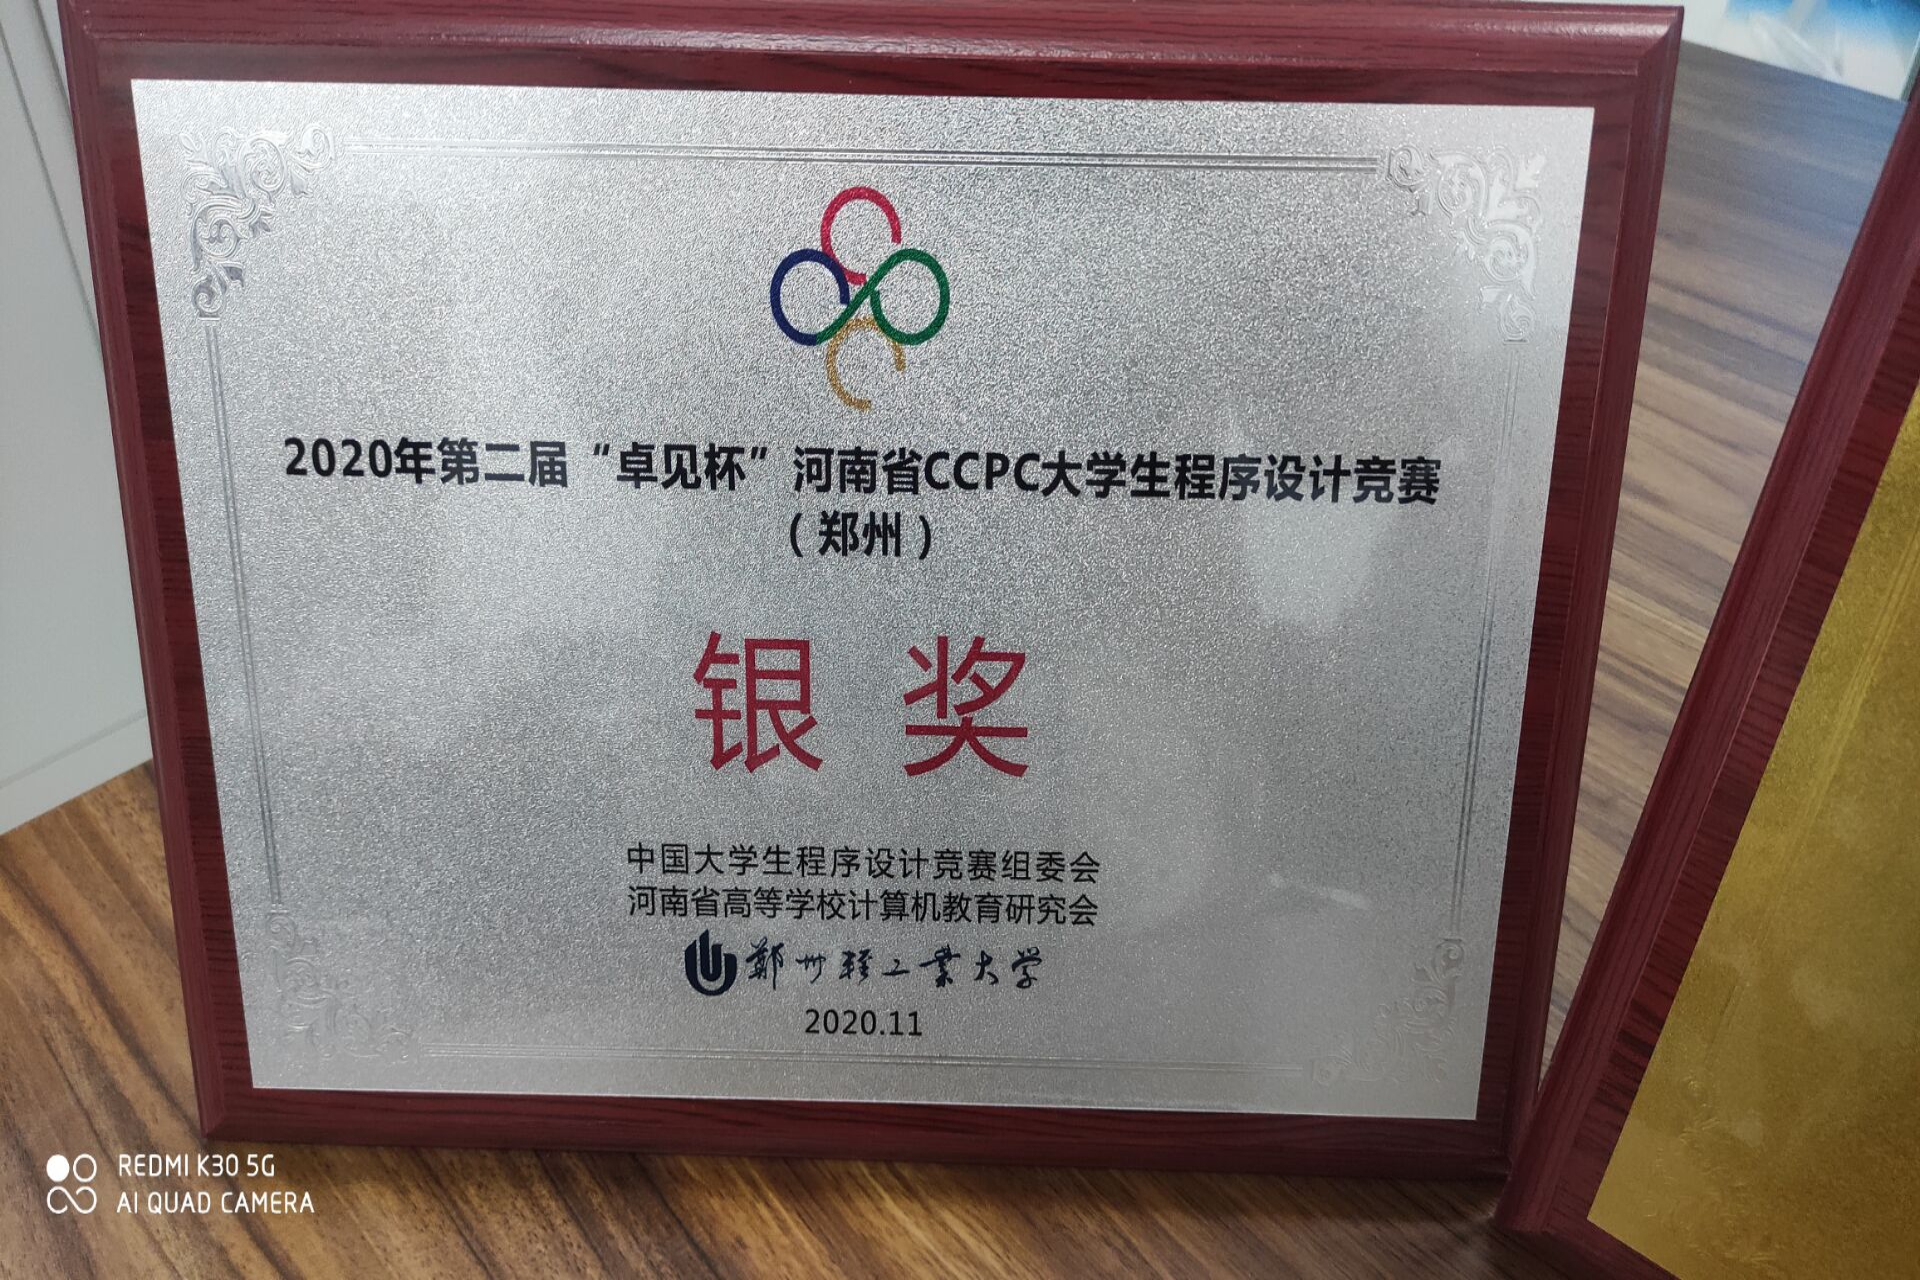 2020年第二届“卓见杯”河南省CCPC大学生程序设计竞赛
（郑州）
银奖
中国大学生程序设计竞赛组委会
河南省高等学校计算机教育研究会
鄭州轻工業大学
2020.11
REDMI K30 5G
AI QUAD CAMERA